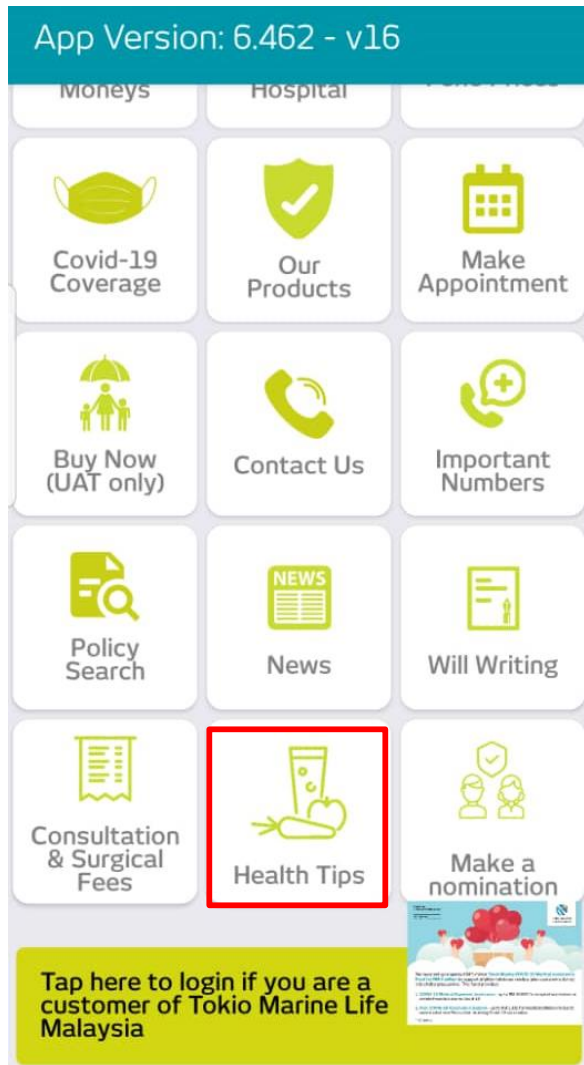 App Version: 6.462 - v16
Moneys
Hospital
Covid-19
Coverage
Our
Products
Make
Appointment
Buy Now
(UAT only)
Contact Us
Important
Numbers
Policy
Search
NEWS
News
Will Writing
Consultation
& Surgical
Fees
Health Tips
Make a
nomination
Tap here to login if you are a
customer of Tokio Marine Life
Malaysia